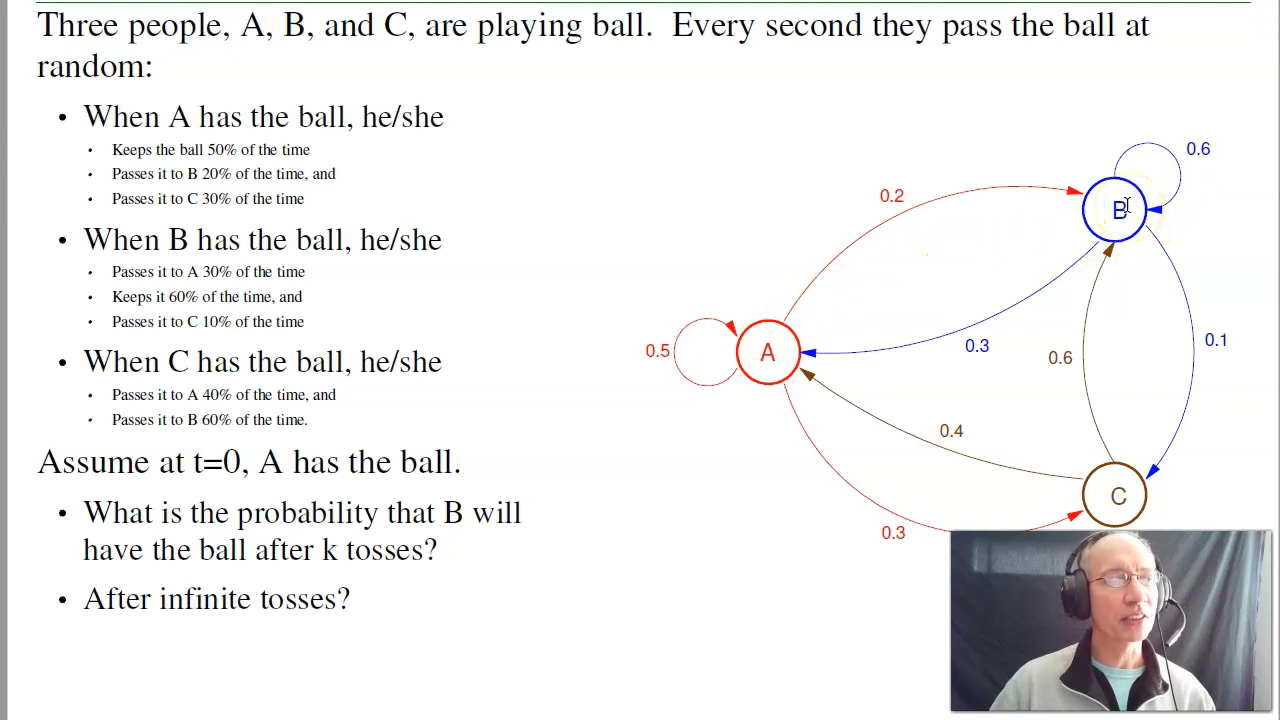 Three people, A, B, and C, are playing ball.  Every second they pass the ball at
random:
• When A has the ball, he/she
• Keeps the ball 50% of the time
• Passes it to B 20% of the time, and
• Passes it to C 30% of the time
• When B has the ball, he/she
• Passes it to A 30% of the time
• Keeps it 60% of the time, and
• Passes it to C 10% of the time
• When C has the ball, he/she
• Passes it to A 40% of the time, and
• Passes it to B 60% of the time.
Assume at t=0, A has the ball.
• What is the probability that B will
have the ball after k tosses?
• After infinite tosses?
0.6
0.2
B
0.5
A
0.3
0.6
0.1
0.4
C
0.3